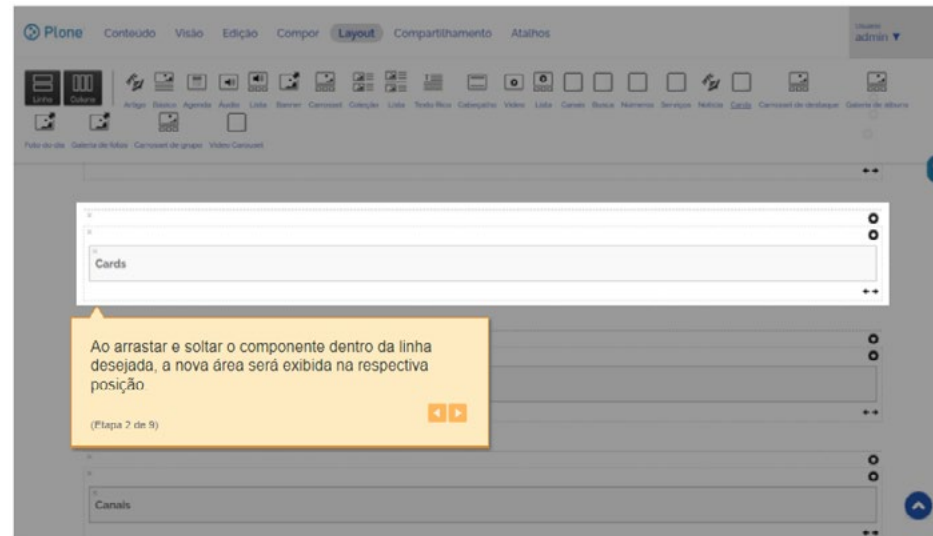 Plone Conteúdo Visão Edição Compor Layout Compartilhamento Atalhos
Usuário
admin
Linha Coluna Artigo Básico Agenda Áudio Lista Banner Carrossel Coleção Lista Texto Rico Cabeçalho Vídeo Lista Canais Busca Números Serviços Notícia Cards Carrossel de destaque Galeria de álbuns
Foto do dia Galeria de fotos Carrossel de grupo Vídeo Carrossel
Cards
Ao arrastar e soltar o componente dentro da linha
desejada, a nova área será exibida na respectiva
posição.
(Etapa 2 de 9)
Canais